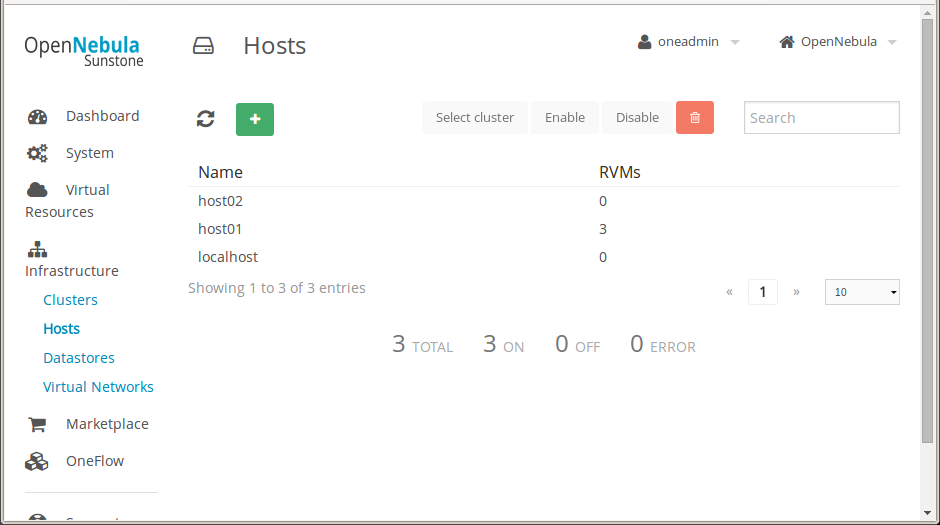 OpenNebula
Sunstone
Hosts
oneadmin
OpenNebula
Dashboard
System
Virtual
Resources
Infrastructure
Clusters
Hosts
Datastores
Virtual Networks
Marketplace
OneFlow
Select cluster
Enable
Disable
Search
Name RVMs
host02 0
host01 3
localhost 0
Showing 1 to 3 of 3 entries
« 1 » 10
3 TOTAL 3 ON 0 OFF 0 ERROR